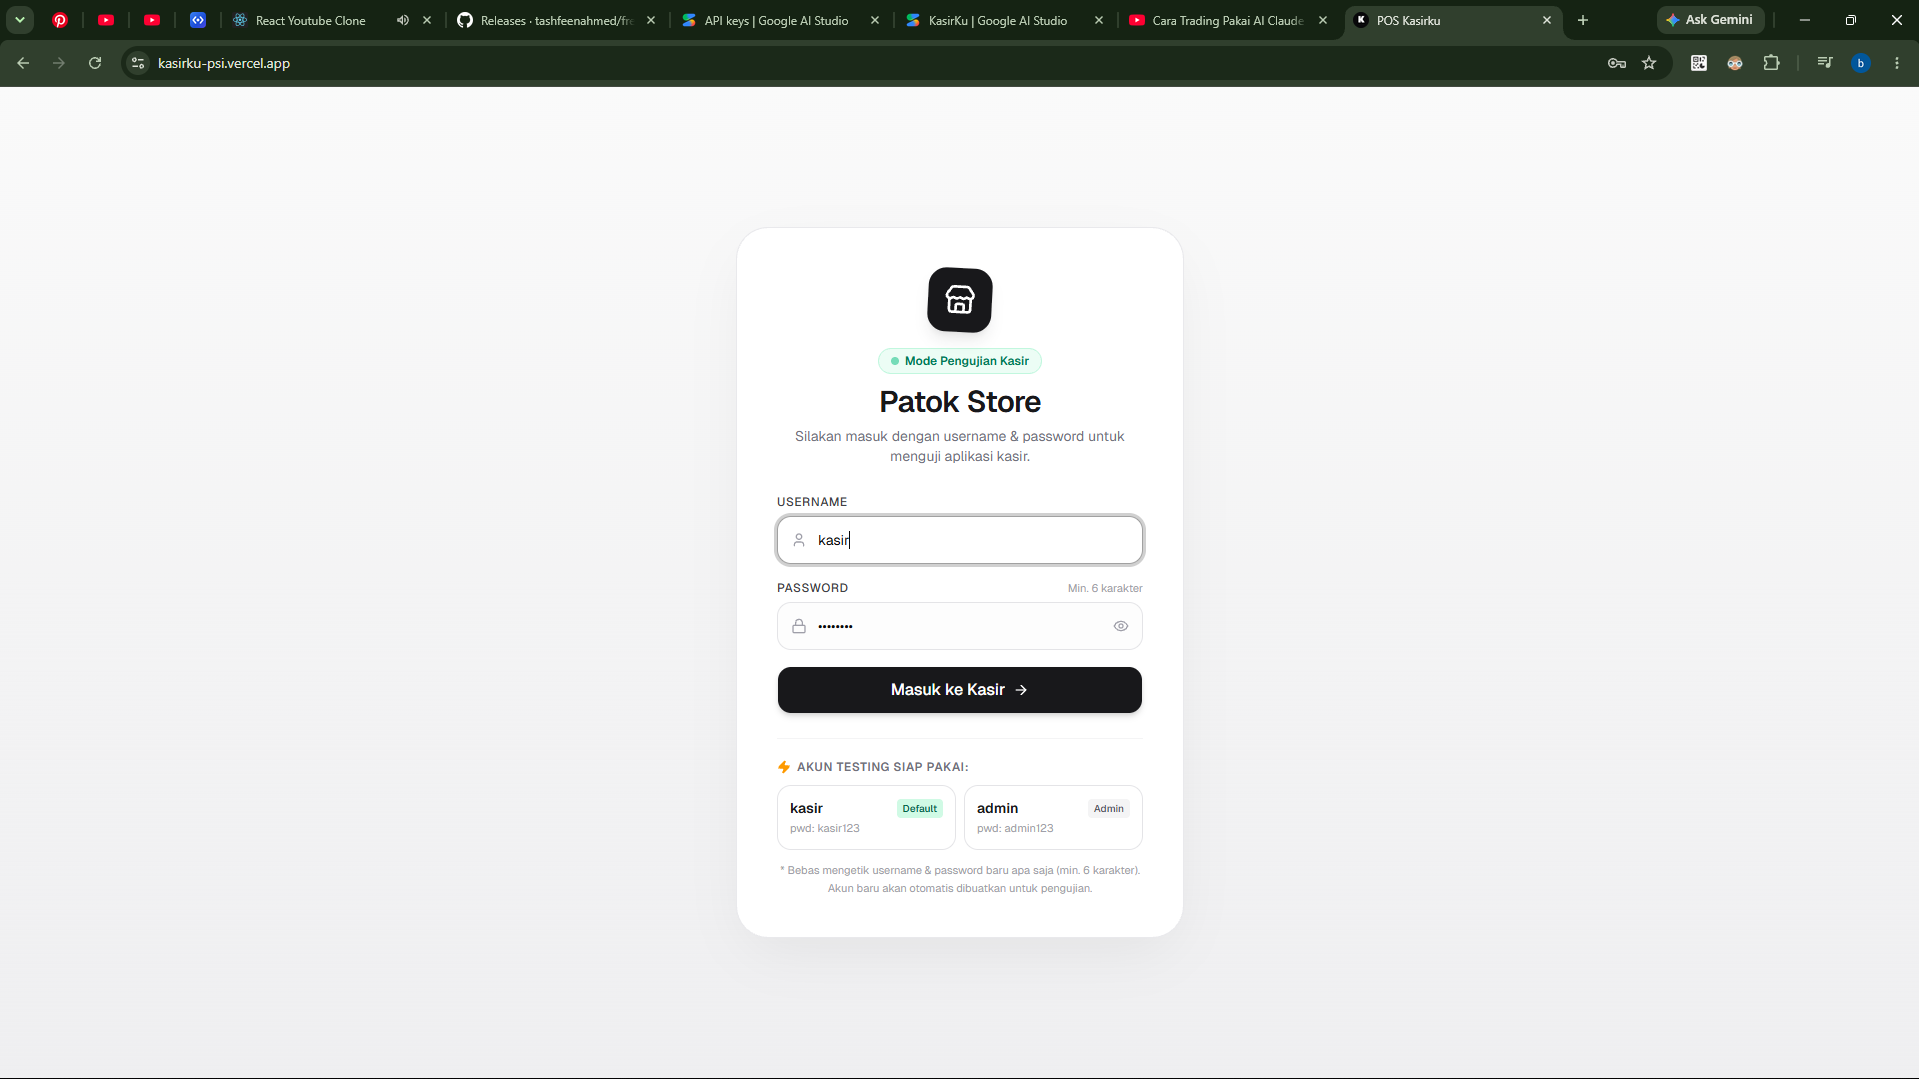 React Youtube Clone
Releases · tashfeenahmed/fre
API keys | Google AI Studio
KasirKu | Google AI Studio
Cara Trading Pakai AI Claude
K
POS Kasirku
Ask Gemini
kasirku-psi.vercel.app
b
Mode Pengujian Kasir
Patok Store
Silakan masuk dengan username & password untuk
menguji aplikasi kasir.
USERNAME
kasir
PASSWORD
Min. 6 karakter
••••••••
Masuk ke Kasir →
AKUN TESTING SIAP PAKAI:
kasir
Default
pwd: kasir123
admin
Admin
pwd: admin123
* Bebas mengetik username & password baru apa saja (min. 6 karakter).
Akun baru akan otomatis dibuatkan untuk pengujian.